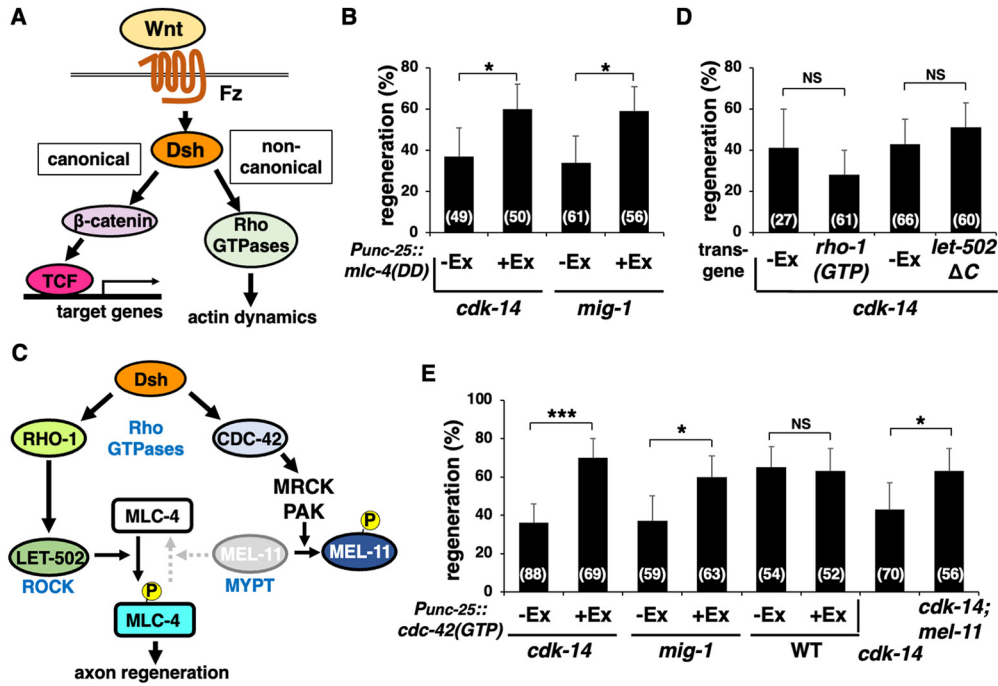 A
Wnt
Fz
Dsh
canonical
non-
canonical
β-catenin
Rho
GTPases
TCF
target genes
actin dynamics
B
regeneration (%)
80
60
40
20
0
*
*
(49)
(50)
(61)
(56)
Punc-25::
mlc-4(DD)
-Ex
+Ex
-Ex
+Ex
cdk-14
mig-1
D
regeneration (%)
80
60
40
20
0
NS
NS
(27)
(61)
(66)
(60)
trans-
gene
-Ex
rho-1
(GTP)
-Ex
let-502
ΔC
cdk-14
C
Dsh
RHO-1
Rho
GTPases
CDC-42
MRCK
PAK
MLC-4
P
LET-502
MEL-11
MEL-11
ROCK
MYPT
P
MLC-4
axon regeneration
E
regeneration (%)
100
80
60
40
20
0
***
*
NS
*
(88)
(69)
(59)
(63)
(54)
(52)
(70)
(56)
Punc-25::
cdc-42(GTP)
-Ex
+Ex
-Ex
+Ex
-Ex
+Ex
cdk-14
mig-1
WT
cdk-14
cdk-14;
mel-11